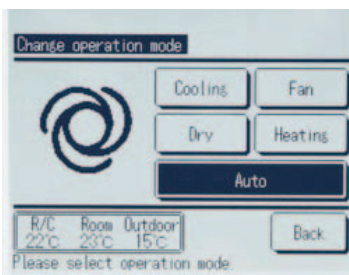 Change operation mode
Cooling Fan
Dry Heating
Auto
R/C Room Outdoor
22°C 23°C 15°C
Back
Please select operation mode.